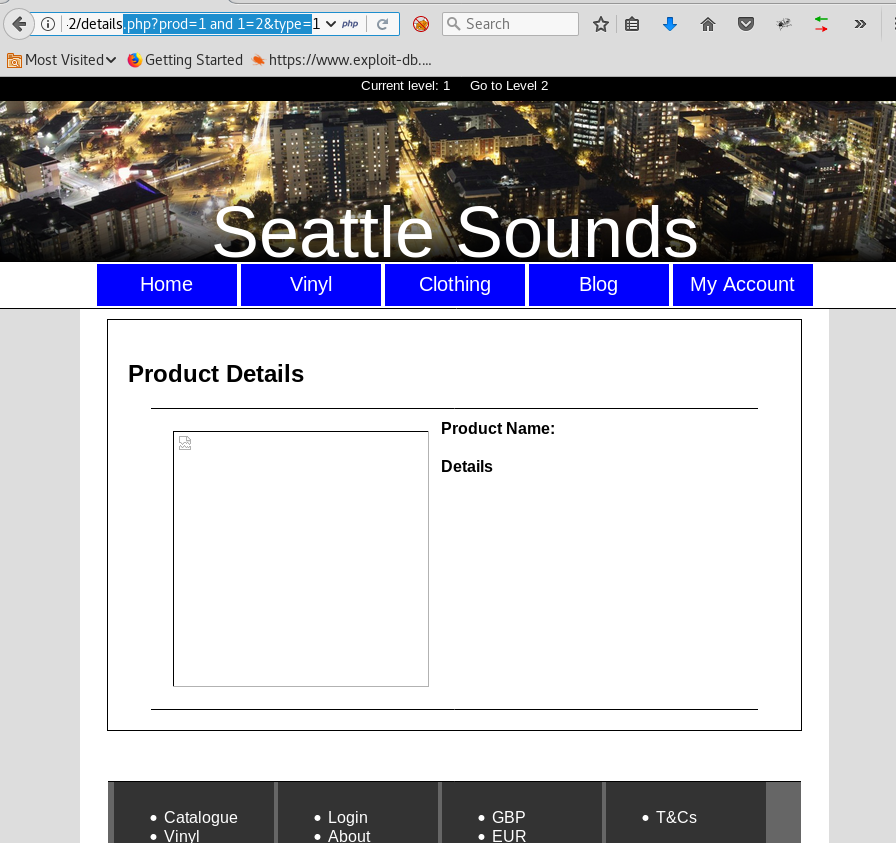 2/details.php?prod=1 and 1=2&type=1 php Search
Most Visited Getting Started https://www.exploit-db....
Current level: 1 Go to Level 2
Seattle Sounds
Home Vinyl Clothing Blog My Account
Product Details
Product Name:
Details
• Catalogue • Login • GBP • T&Cs
• Vinyl • About • EUR